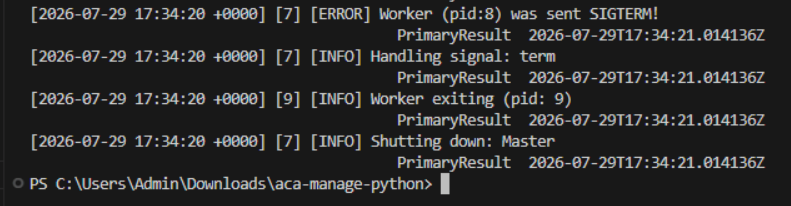 [2026-07-29 17:34:20 +0000] [7] [ERROR] Worker (pid:8) was sent SIGTERM!
PrimaryResult  2026-07-29T17:34:21.014136Z
[2026-07-29 17:34:20 +0000] [7] [INFO] Handling signal: term
PrimaryResult  2026-07-29T17:34:21.014136Z
[2026-07-29 17:34:20 +0000] [9] [INFO] Worker exiting (pid: 9)
PrimaryResult  2026-07-29T17:34:21.014136Z
[2026-07-29 17:34:20 +0000] [7] [INFO] Shutting down: Master
PrimaryResult  2026-07-29T17:34:21.014136Z
PS C:\Users\Admin\Downloads\aca-manage-python>